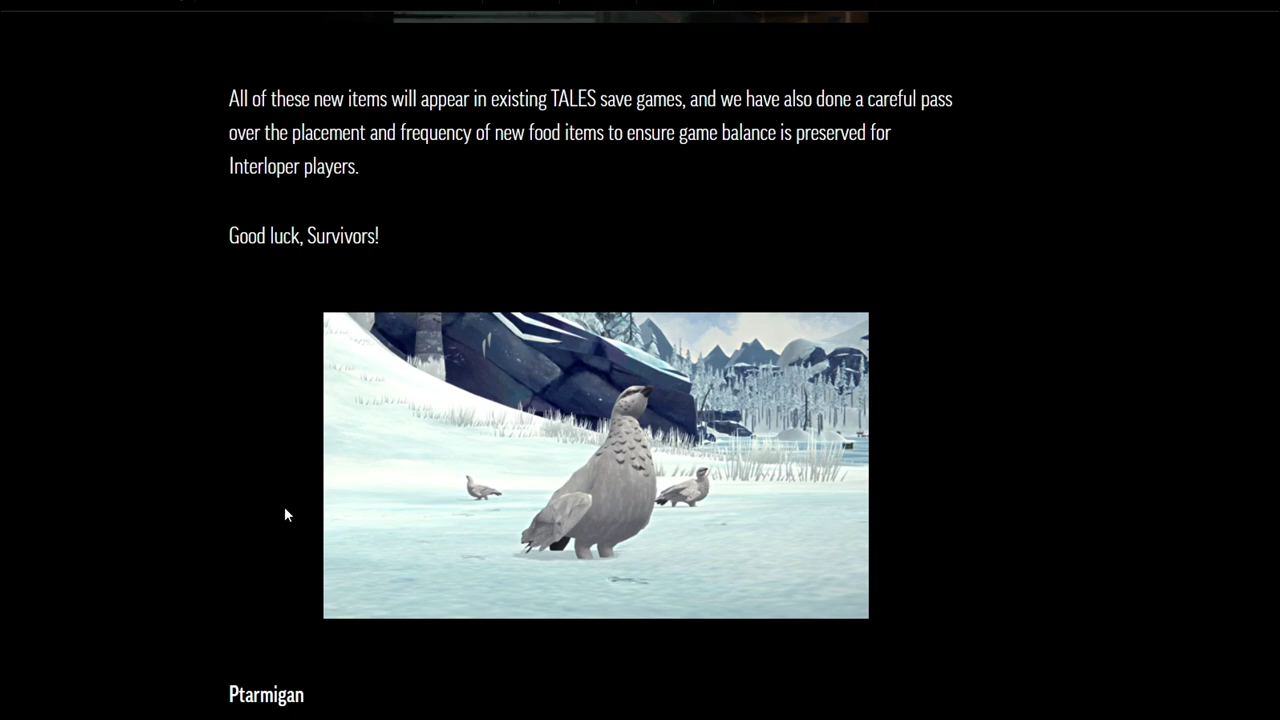 All of these new items will appear in existing TALES save games, and we have also done a careful pass
over the placement and frequency of new food items to ensure game balance is preserved for
Interloper players.
Good luck, Survivors!
Ptarmigan